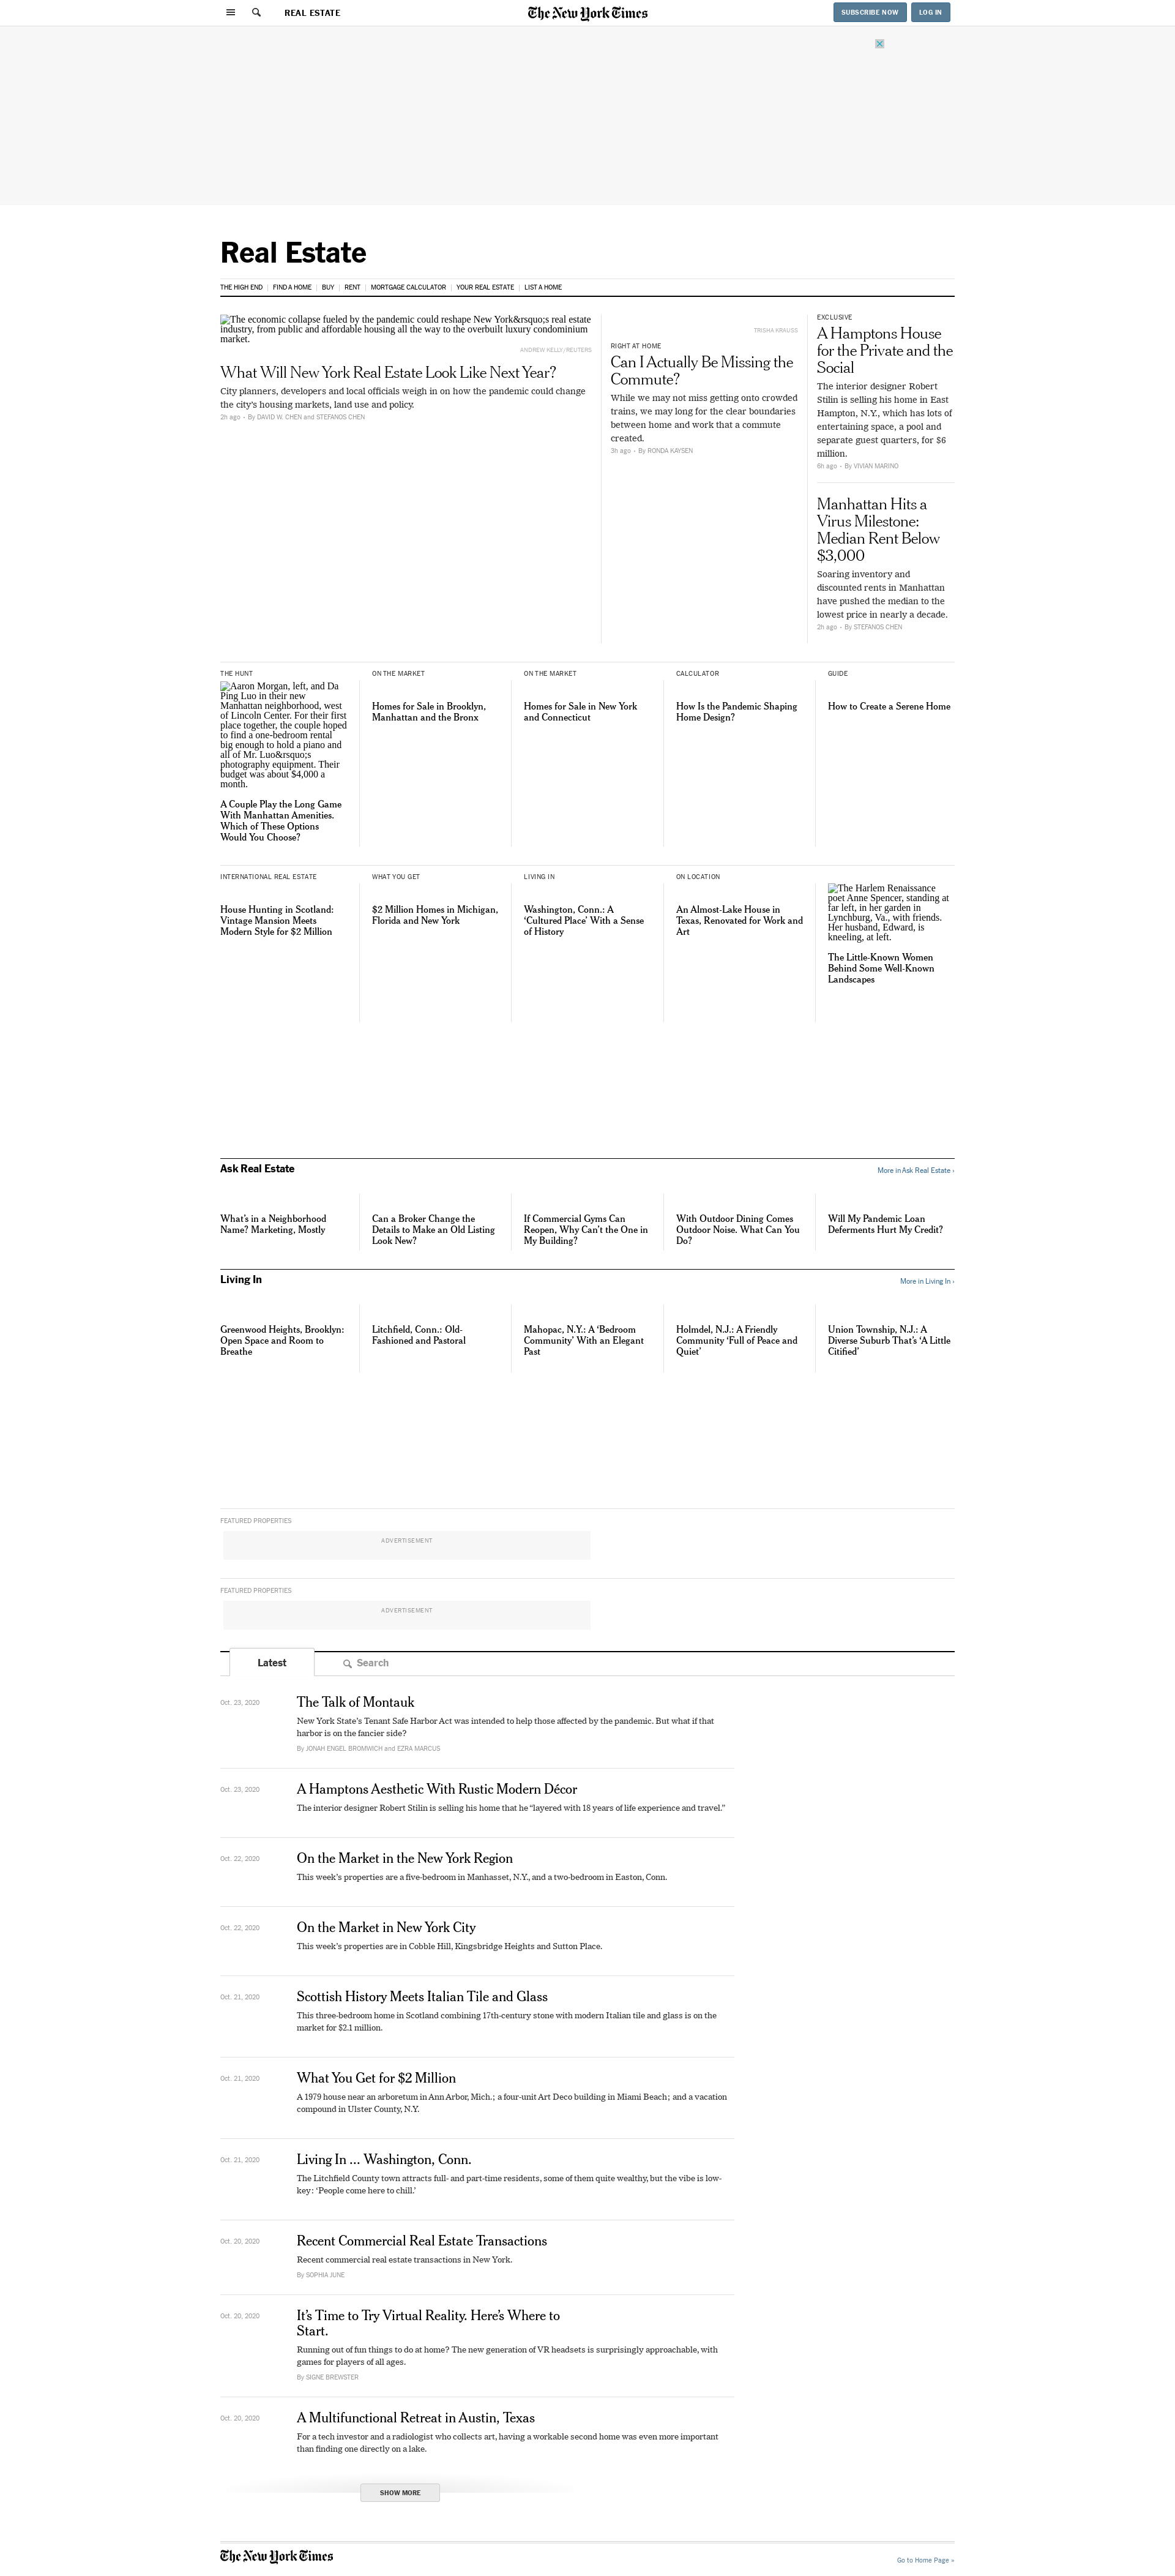 REAL ESTATE
The New York Times
SUBSCRIBE NOW
LOG IN
Real Estate
THE HIGH END
FIND A HOME
BUY
RENT
MORTGAGE CALCULATOR
YOUR REAL ESTATE
LIST A HOME
The economic collapse fueled by the pandemic could reshape New York&rsquo;s real estate
industry, from public and affordable housing all the way to the overbuilt luxury condominium
market.
ANDREW KELLY/REUTERS
What Will New York Real Estate Look Like Next Year?
City planners, developers and local officials weigh in on how the pandemic could change
the city's housing markets, land use and policy.
2h ago - By DAVID W. CHEN and STEFANOS CHEN
TRISHA KRAUSS
RIGHT AT HOME
Can I Actually Be Missing the
Commute?
While we may not miss getting onto crowded
trains, we may long for the clear boundaries
between home and work that a commute
created.
3h ago - By RONDA KAYSEN
EXCLUSIVE
A Hamptons House
for the Private and the
Social
The interior designer Robert
Stilin is selling his home in East
Hampton, N.Y., which has lots of
entertaining space, a pool and
separate guest quarters, for $6
million.
6h ago - By VIVIAN MARINO
Manhattan Hits a
Virus Milestone:
Median Rent Below
$3,000
Soaring inventory and
discounted rents in Manhattan
have pushed the median to the
lowest price in nearly a decade.
2h ago - By STEFANOS CHEN
THE HUNT
Aaron Morgan, left, and Da
Ping Luo in their new
Manhattan neighborhood, west
of Lincoln Center. For their first
place together, the couple hoped
to find a one-bedroom rental
big enough to hold a piano and
all of Mr. Luo&rsquo;s
photography equipment. Their
budget was about $4,000 a
month.
A Couple Play the Long Game
With Manhattan Amenities.
Which of These Options
Would You Choose?
ON THE MARKET
Homes for Sale in Brooklyn,
Manhattan and the Bronx
ON THE MARKET
Homes for Sale in New York
and Connecticut
CALCULATOR
How Is the Pandemic Shaping
Home Design?
GUIDE
How to Create a Serene Home
INTERNATIONAL REAL ESTATE
House Hunting in Scotland:
Vintage Mansion Meets
Modern Style for $2 Million
WHAT YOU GET
$2 Million Homes in Michigan,
Florida and New York
LIVING IN
Washington, Conn.: A
‘Cultured Place’ With a Sense
of History
ON LOCATION
An Almost-Lake House in
Texas, Renovated for Work and
Art
The Harlem Renaissance
poet Anne Spencer, standing at
far left, in her garden in
Lynchburg, Va., with friends.
Her husband, Edward, is
kneeling, at left.
The Little-Known Women
Behind Some Well-Known
Landscapes
Ask Real Estate
More in Ask Real Estate ›
What’s in a Neighborhood
Name? Marketing, Mostly
Can a Broker Change the
Details to Make an Old Listing
Look New?
If Commercial Gyms Can
Reopen, Why Can’t the One in
My Building?
With Outdoor Dining Comes
Outdoor Noise. What Can You
Do?
Will My Pandemic Loan
Deferments Hurt My Credit?
Living In
More in Living In ›
Greenwood Heights, Brooklyn:
Open Space and Room to
Breathe
Litchfield, Conn.: Old-
Fashioned and Pastoral
Mahopac, N.Y.: A ‘Bedroom
Community’ With an Elegant
Past
Holmdel, N.J.: A Friendly
Community ‘Full of Peace and
Quiet’
Union Township, N.J.: A
Diverse Suburb That’s ‘A Little
Citified’
FEATURED PROPERTIES
ADVERTISEMENT
FEATURED PROPERTIES
ADVERTISEMENT
Latest
Search
Oct. 23, 2020
The Talk of Montauk
New York State’s Tenant Safe Harbor Act was intended to help those affected by the pandemic. But what if that
harbor is on the fancier side?
By JONAH ENGEL BROMWICH and EZRA MARCUS
Oct. 23, 2020
A Hamptons Aesthetic With Rustic Modern Décor
The interior designer Robert Stilin is selling his home that he “layered with 18 years of life experience and travel.”
Oct. 22, 2020
On the Market in the New York Region
This week’s properties are a five-bedroom in Manhasset, N.Y., and a two-bedroom in Easton, Conn.
Oct. 22, 2020
On the Market in New York City
This week’s properties are in Cobble Hill, Kingsbridge Heights and Sutton Place.
Oct. 21, 2020
Scottish History Meets Italian Tile and Glass
This three-bedroom home in Scotland combining 17th-century stone with modern Italian tile and glass is on the
market for $2.1 million.
Oct. 21, 2020
What You Get for $2 Million
A 1979 house near an arboretum in Ann Arbor, Mich.; a four-unit Art Deco building in Miami Beach; and a vacation
compound in Ulster County, N.Y.
Oct. 21, 2020
Living In ... Washington, Conn.
The Litchfield County town attracts full- and part-time residents, some of them quite wealthy, but the vibe is low-
key: ‘People come here to chill.’
Oct. 20, 2020
Recent Commercial Real Estate Transactions
Recent commercial real estate transactions in New York.
By SOPHIA JUNE
Oct. 20, 2020
It’s Time to Try Virtual Reality. Here’s Where to
Start.
Running out of fun things to do at home? The new generation of VR headsets is surprisingly approachable, with
games for players of all ages.
By SIGNE BREWSTER
Oct. 20, 2020
A Multifunctional Retreat in Austin, Texas
For a tech investor and a radiologist who collects art, having a workable second home was even more important
than finding one directly on a lake.
SHOW MORE
The New York Times
Go to Home Page »